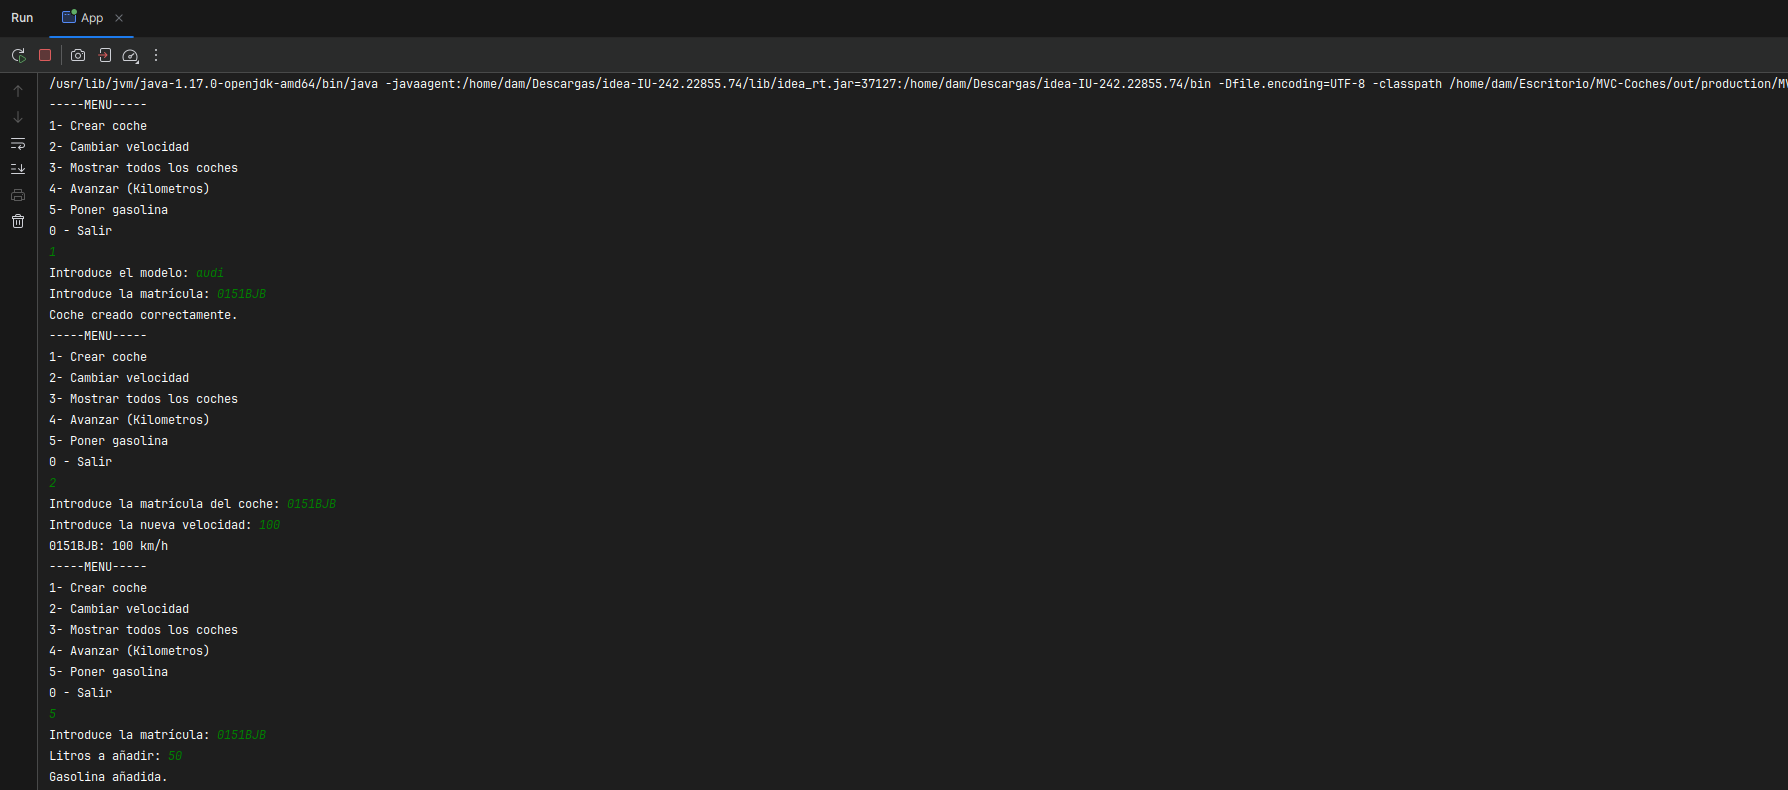 Run App
/usr/lib/jvm/java-1.17.0-openjdk-amd64/bin/java -javaagent:/home/dam/Descargas/idea-IU-242.22855.74/lib/idea_rt.jar=37127:/home/dam/Descargas/idea-IU-242.22855.74/bin -Dfile.encoding=UTF-8 -classpath /home/dam/Escritorio/MVC-Coches/out/production/MV
-----MENU-----
1- Crear coche
2- Cambiar velocidad
3- Mostrar todos los coches
4- Avanzar (Kilometros)
5- Poner gasolina
0 - Salir
1
Introduce el modelo: audi
Introduce la matrícula: 0151BJB
Coche creado correctamente.
-----MENU-----
1- Crear coche
2- Cambiar velocidad
3- Mostrar todos los coches
4- Avanzar (Kilometros)
5- Poner gasolina
0 - Salir
2
Introduce la matrícula del coche: 0151BJB
Introduce la nueva velocidad: 100
0151BJB: 100 km/h
-----MENU-----
1- Crear coche
2- Cambiar velocidad
3- Mostrar todos los coches
4- Avanzar (Kilometros)
5- Poner gasolina
0 - Salir
5
Introduce la matrícula: 0151BJB
Litros a añadir: 50
Gasolina añadida.